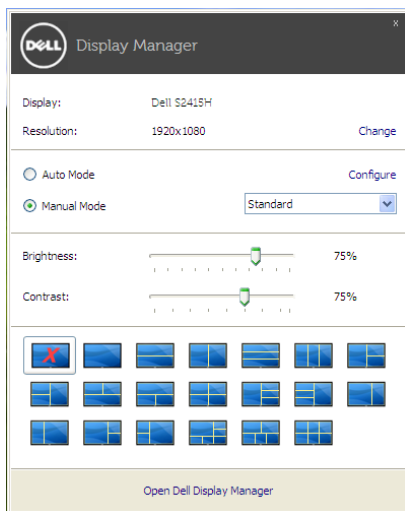 x
DELL Display Manager
Display: Dell S2415H
Resolution: 1920x1080 Change
Auto Mode Configure
Manual Mode Standard
Brightness: 75%
Contrast: 75%
Open Dell Display Manager